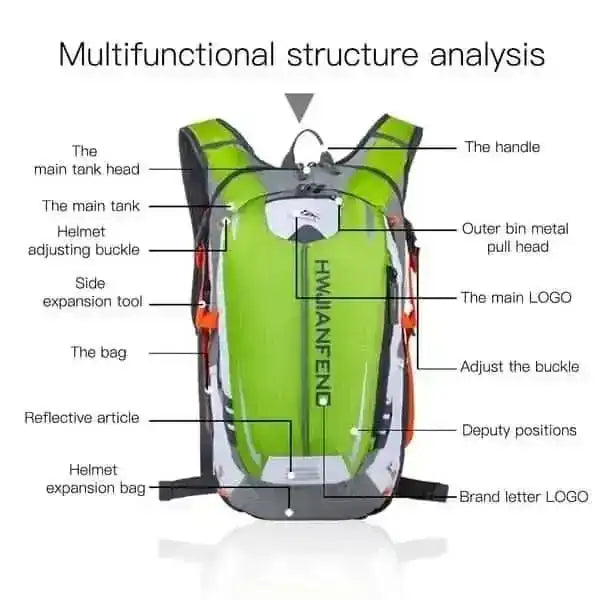 Multifunctional structure analysis
The
main tank head
The main tank
Helmet
adjusting buckle
Side
expansion tool
The bag
Reflective article
Helmet
expansion bag
The handle
Outer bin metal
pull head
The main LOGO
Adjust the buckle
Deputy positions
Brand letter LOGO
HWJIANFENG